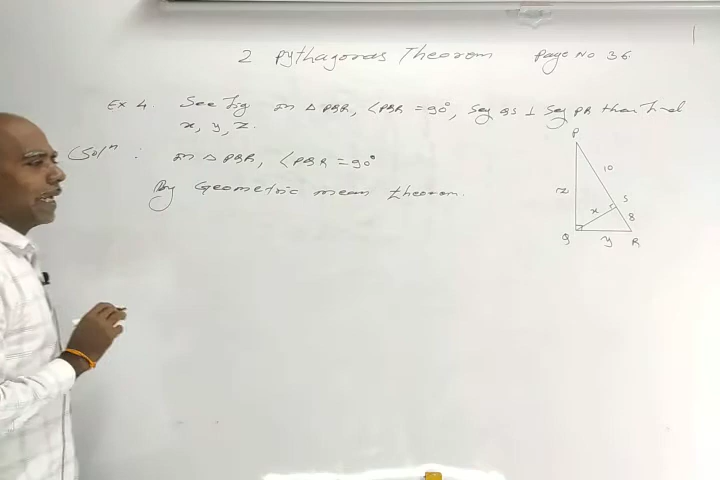 2 Pythagoras Theorem Page No 36.
Ex 4 See fig in △ PQR, ∠PQR = 90°, Seg QS ⊥ Seg PR then find
x, y, z.
Solⁿ : in △ PQR, ∠PQR = 90°
By Geometric mean theorem.
P
10
z
S
x
8
Q
y
R